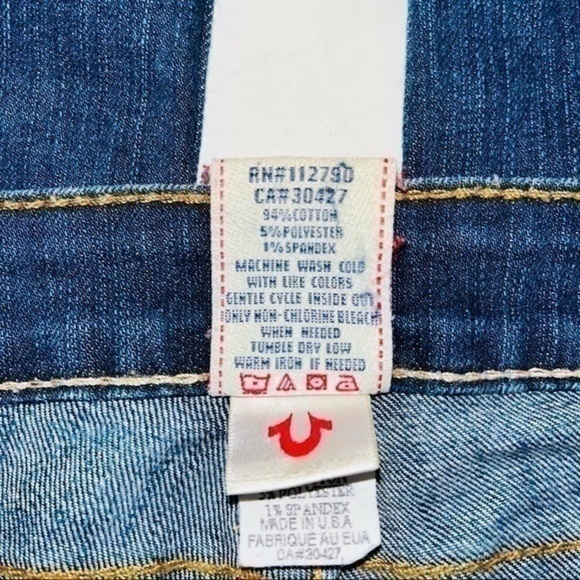 RN#112790
CA#30427
94%COTTON
5%POLYESTER
1%SPANDEX
MACHINE WASH COLD
WITH LIKE COLORS
GENTLE CYCLE INSIDE OUT
ONLY NON-CHLORINE BLEACH
WHEN NEEDED
TUMBLE DRY LOW
WARM IRON IF NEEDED
5% POLYESTER
1% SPANDEX
MADE IN U.S.A
FABRIQUE AU EUA
CA#30427